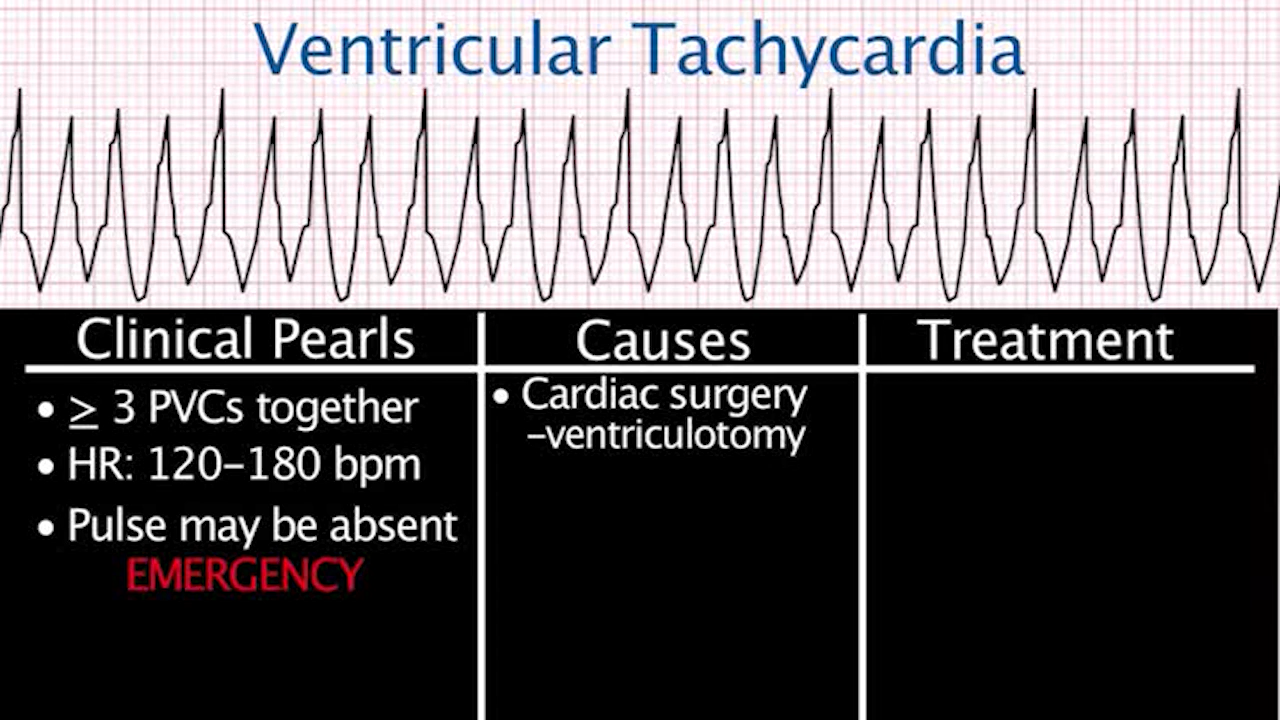 Ventricular Tachycardia
Clinical Pearls
• ≥ 3 PVCs together
• HR: 120–180 bpm
• Pulse may be absent
EMERGENCY
Causes
• Cardiac surgery
–ventriculotomy
Treatment